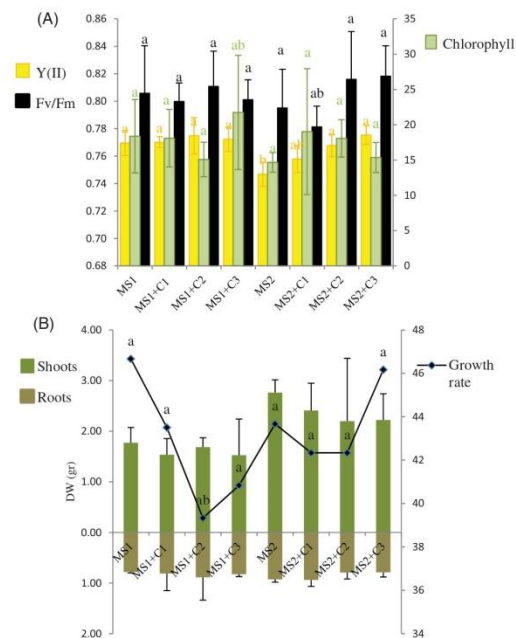 (A)
0.86
0.84
0.82
0.80
0.78
0.76
0.74
0.72
0.70
0.68
35
30
25
20
15
10
5
0
Y(II)
Fv/Fm
Chlorophyll
a a a
a a a
a a a
a ab a
b a a
ab a ab
a a a
a a a
MS1
MS1+C1
MS1+C2
MS1+C3
MS2
MS2+C1
MS2+C2
MS2+C3
(B)
4.00
3.00
2.00
1.00
0.00
1.00
2.00
DW (gr)
48
46
44
42
40
38
36
34
Shoots
Roots
Growth
rate
a
a
ab
a
a
a
a
a
MS1
MS1+C1
MS1+C2
MS1+C3
MS2
MS2+C1
MS2+C2
MS2+C3